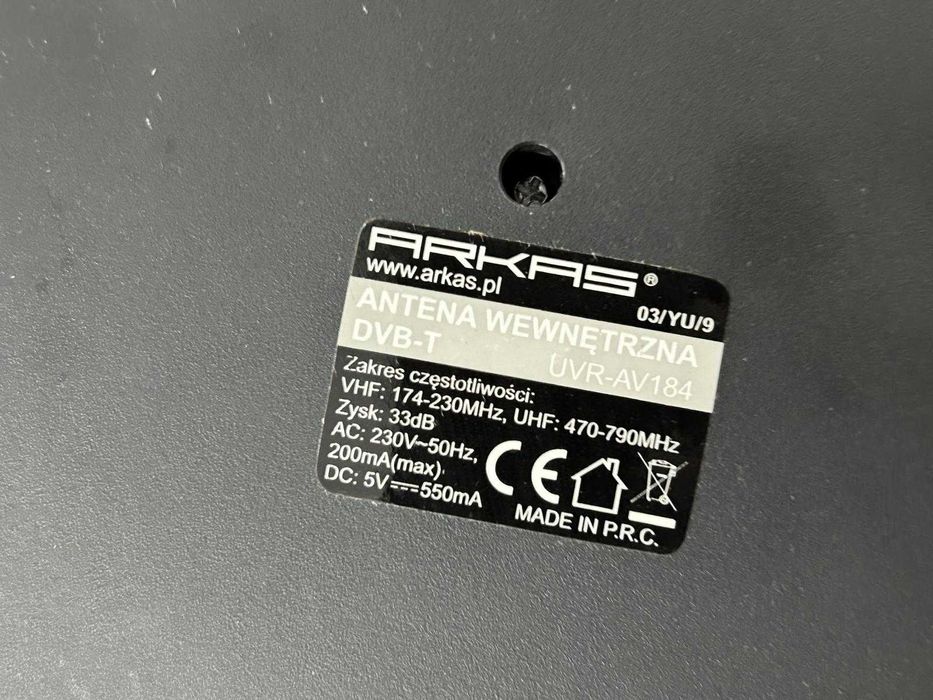 ARKAS®
www.arkas.pl
03/YU/9
ANTENA WEWNĘTRZNA
DVB-T
UVR-AV184
Zakres częstotliwości:
VHF: 174-230MHz, UHF: 470-790MHz
Zysk: 33dB
AC: 230V~50Hz,
200mA(max).
DC: 5V⎓550mA
CE
MADE IN P.R.C.